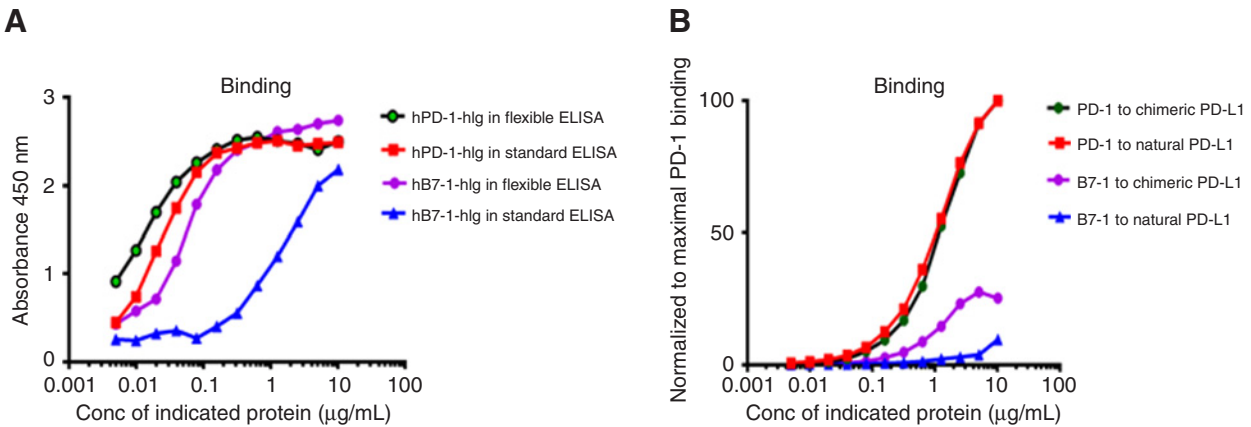 A
Binding
Absorbance 450 nm
3
2
1
0
0.001 0.01 0.1 1 10 100
Conc of indicated protein (μg/mL)
hPD-1-hIg in flexible ELISA
hPD-1-hIg in standard ELISA
hB7-1-hIg in flexible ELISA
hB7-1-hIg in standard ELISA
B
Binding
Normalized to maximal PD-1 binding
100
50
0
0.001 0.01 0.1 1 10 100
Conc of indicated protein (μg/mL)
PD-1 to chimeric PD-L1
PD-1 to natural PD-L1
B7-1 to chimeric PD-L1
B7-1 to natural PD-L1